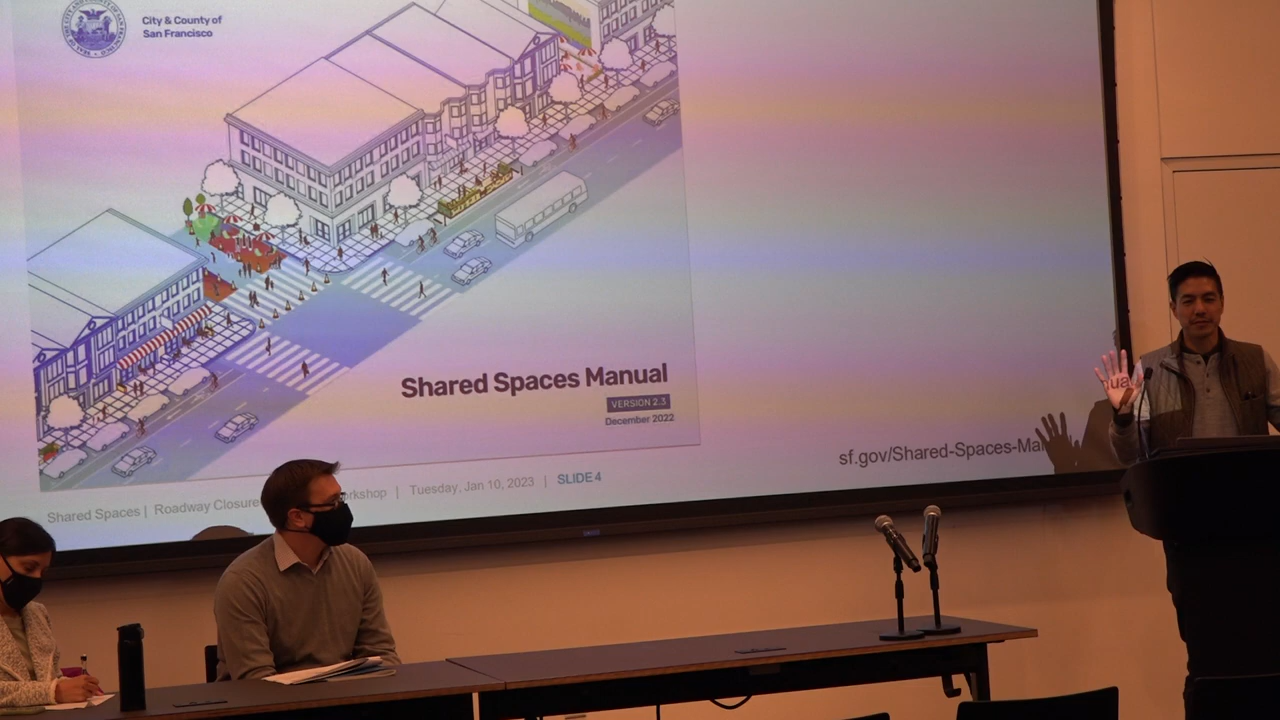 City & County of
San Francisco
Shared Spaces Manual
VERSION 2.3
December 2022
sf.gov/Shared-Spaces-Ma
ua
Shared Spaces | Roadway Closure | Tuesday, Jan 10, 2023 | SLIDE 4